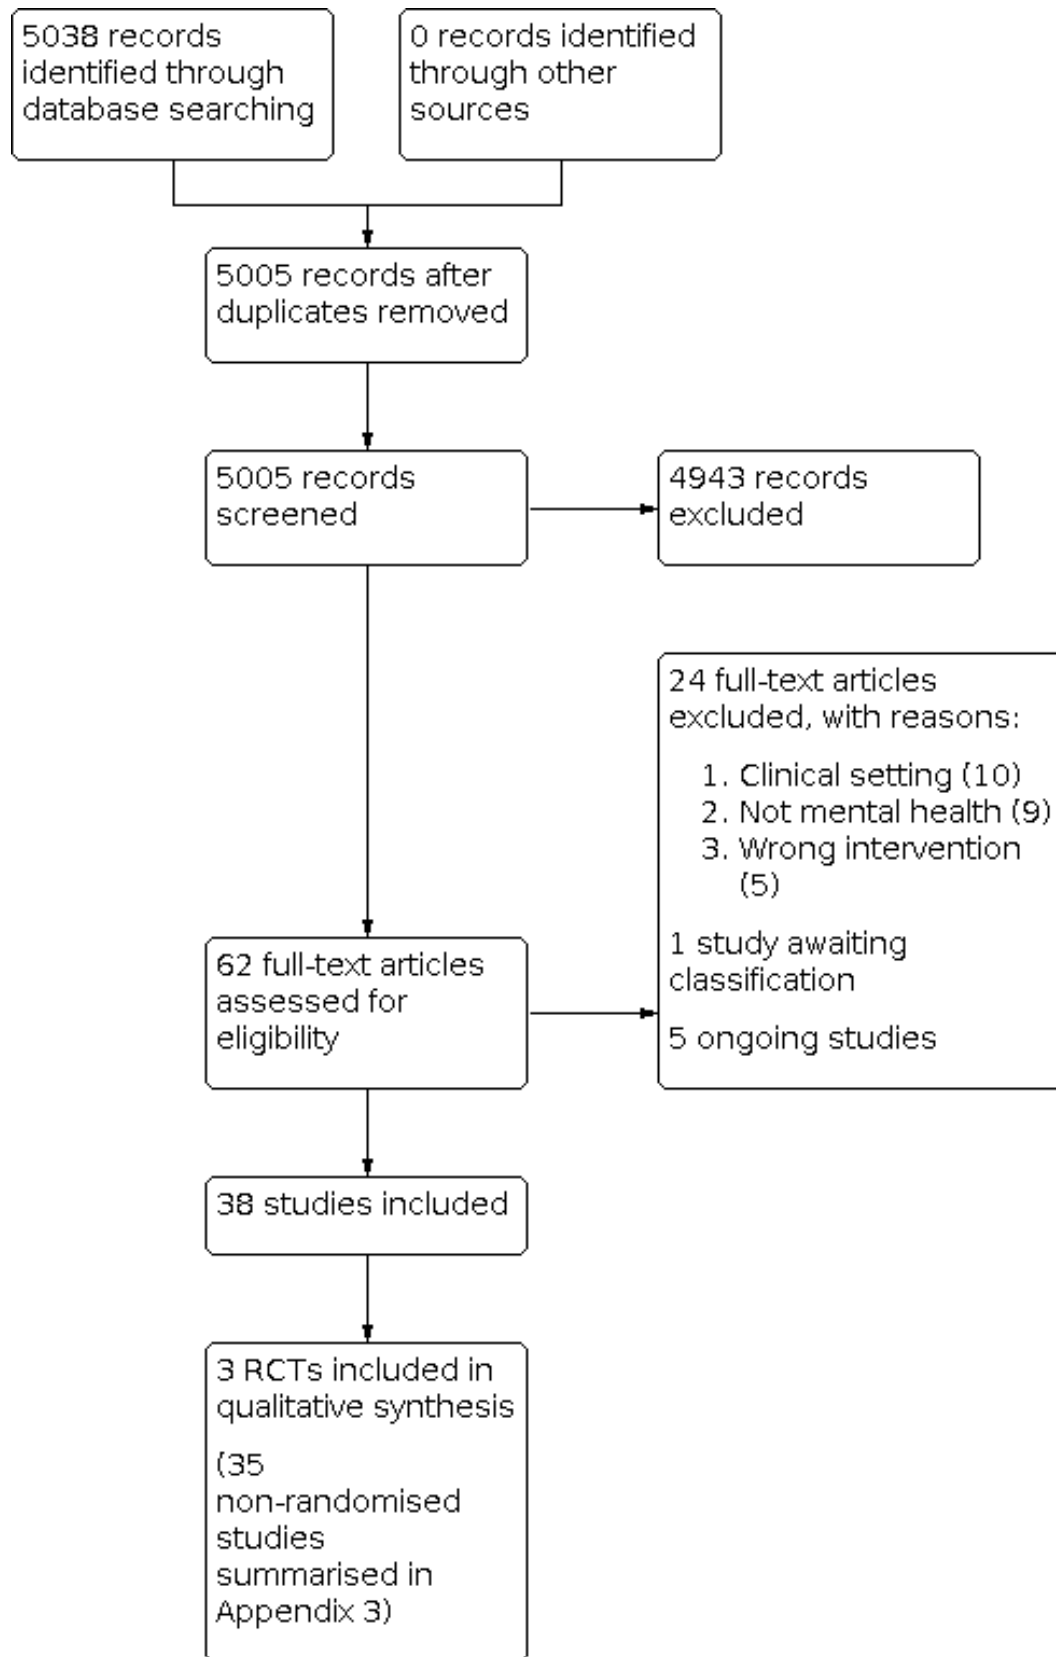 5038 records
identified through
database searching
0 records identified
through other
sources
5005 records after
duplicates removed
5005 records
screened
4943 records
excluded
24 full-text articles
excluded, with reasons:
1. Clinical setting (10)
2. Not mental health (9)
3. Wrong intervention
(5)
1 study awaiting
classification
5 ongoing studies
62 full-text articles
assessed for
eligibility
38 studies included
3 RCTs included in
qualitative synthesis
(35
non-randomised
studies
summarised in
Appendix 3)